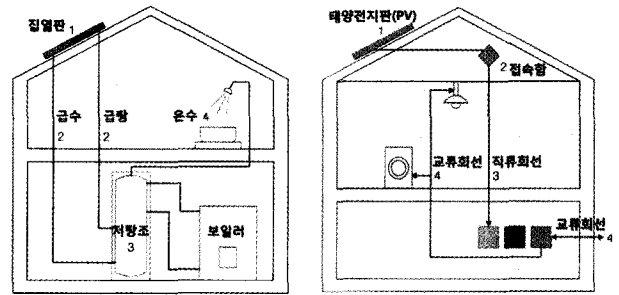 집열판 1
급수 2
급탕 2
온수 4
저탕조 3
보일러
태양전지판(PV) 1
2 접속함
교류회선 4
직류회선 3
교류회선 4